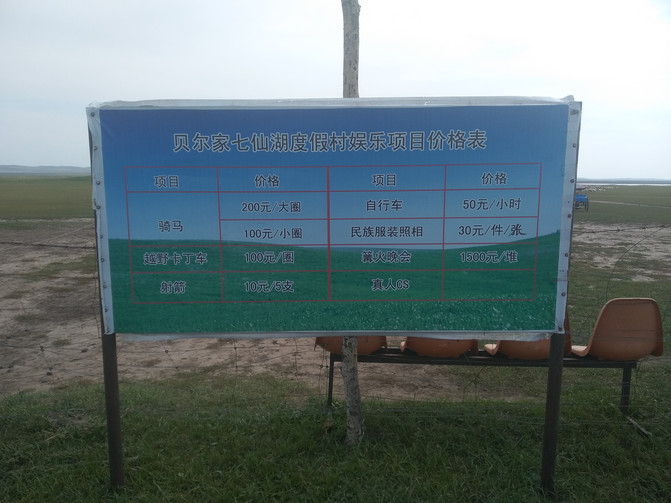 贝尔家七仙湖度假村娱乐项目价格表
项目 价格 项目 价格
骑马 200元/大圈 自行车 50元/小时
100元/小圈 民族服装照相 30元/件/张
越野卡丁车 100元/圈 篝火晚会 1500元/堆
射箭 10元/5支 真人CS